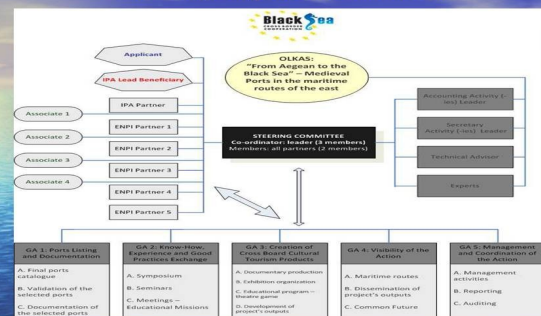 Black Sea
CROSS BORDER
COOPERATION
Applicant
IPA Lead Beneficiary
IPA Partner
ENPI Partner 1
ENPI Partner 2
ENPI Partner 3
ENPI Partner 4
ENPI Partner 5
Associate 1
Associate 2
Associate 3
Associate 4
OLKAS:
"From Aegean to the
Black Sea" – Medieval
Ports in the maritime
routes of the east
STEERING COMMITTEE
Co-ordinator: leader (3 members)
Members: all partners (2 members)
Accounting Activity (-
ies) Leader
Secretary
Activity (-ies) Leader
Technical Adviser
Experts
GA 1: Ports Listing
and Documentation
A. Final ports
catalogue
B. Validation of the
selected ports
C. Documentation of
the selected ports
GA 2: Know-How,
Experience and Good
Practices Exchange
A. Symposium
B. Seminars
C. Meetings –
Educational Missions
GA 3: Creation of
Cross Board Cultural
Tourism Products
A. Documentary production
B. Exhibition organization
C. Educational program –
theatre game
D. Development of
project's outputs
GA 4: Visibility of the
Action
A. Maritime routes
B. Dissemination of
project's outputs
C. Common Future
GA 5: Management
and Coordination of
the Action
A. Management
activities
B. Reporting
C. Auditing